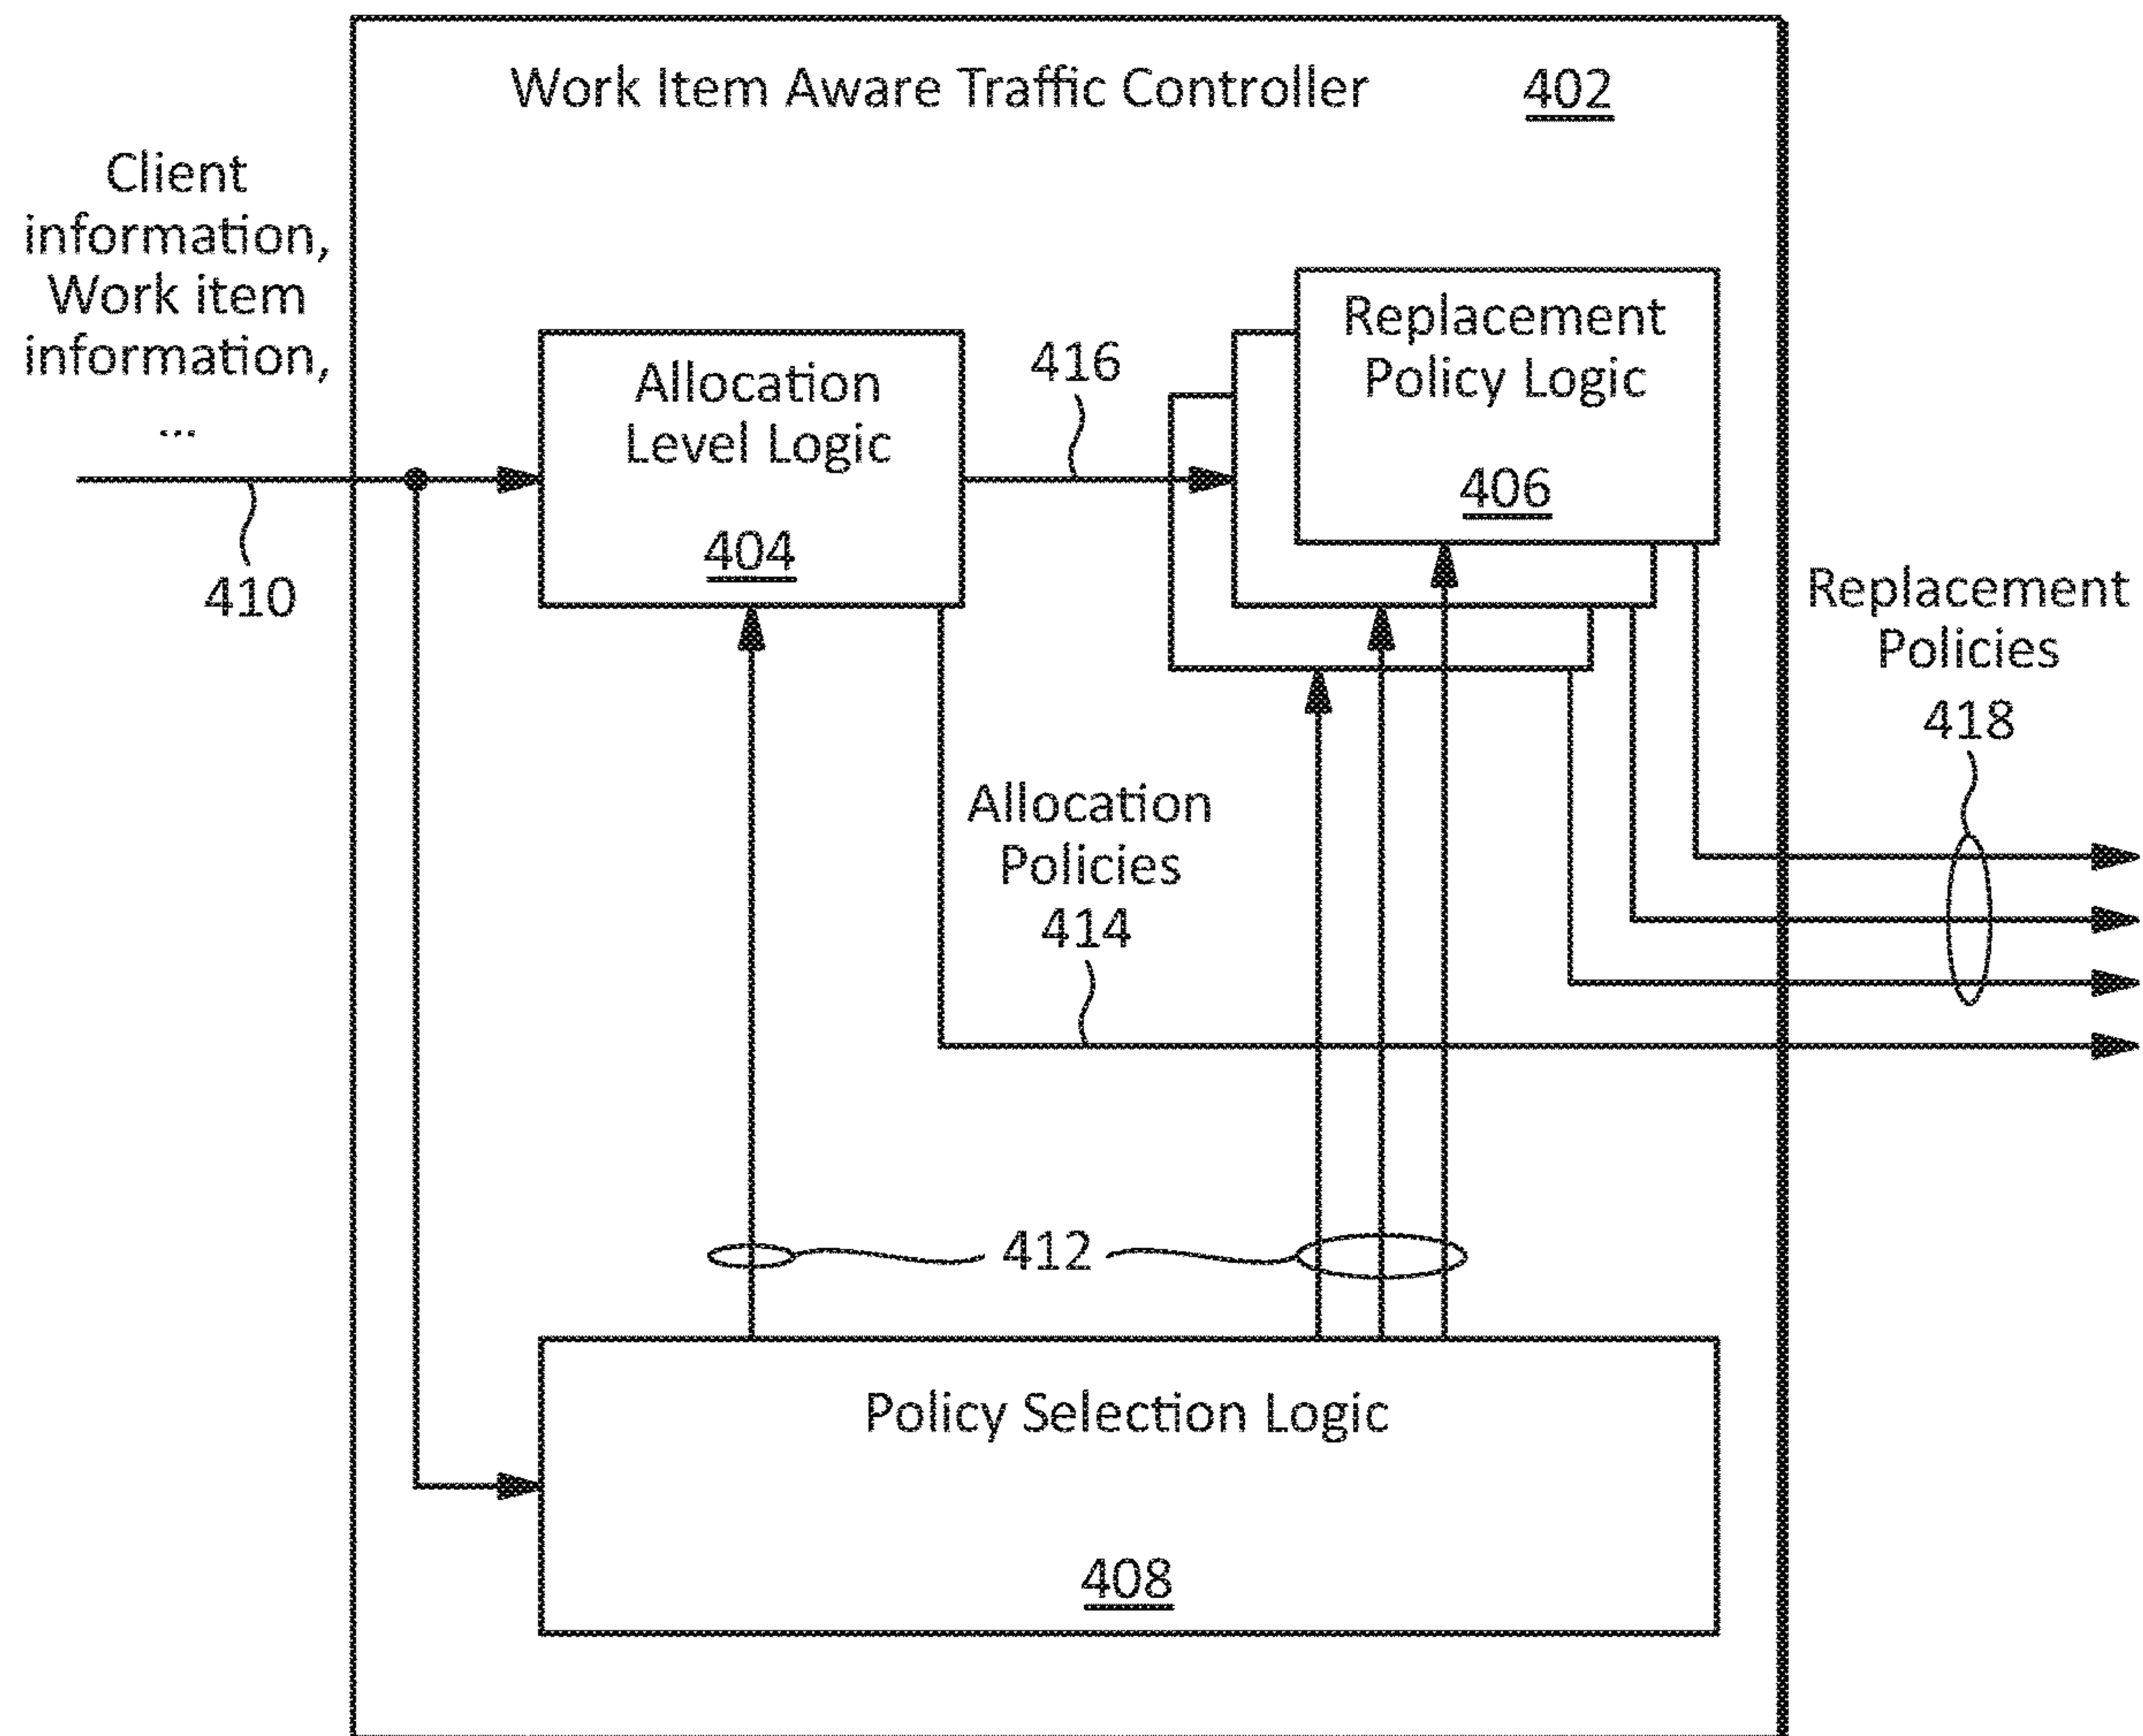 Work Item Aware Traffic Controller 402
Client
information,
Work item
information,
...
410
Allocation
Level Logic
404
416
Replacement
Policy Logic
406
Replacement
Policies
418
Allocation
Policies
414
412
Policy Selection Logic
408